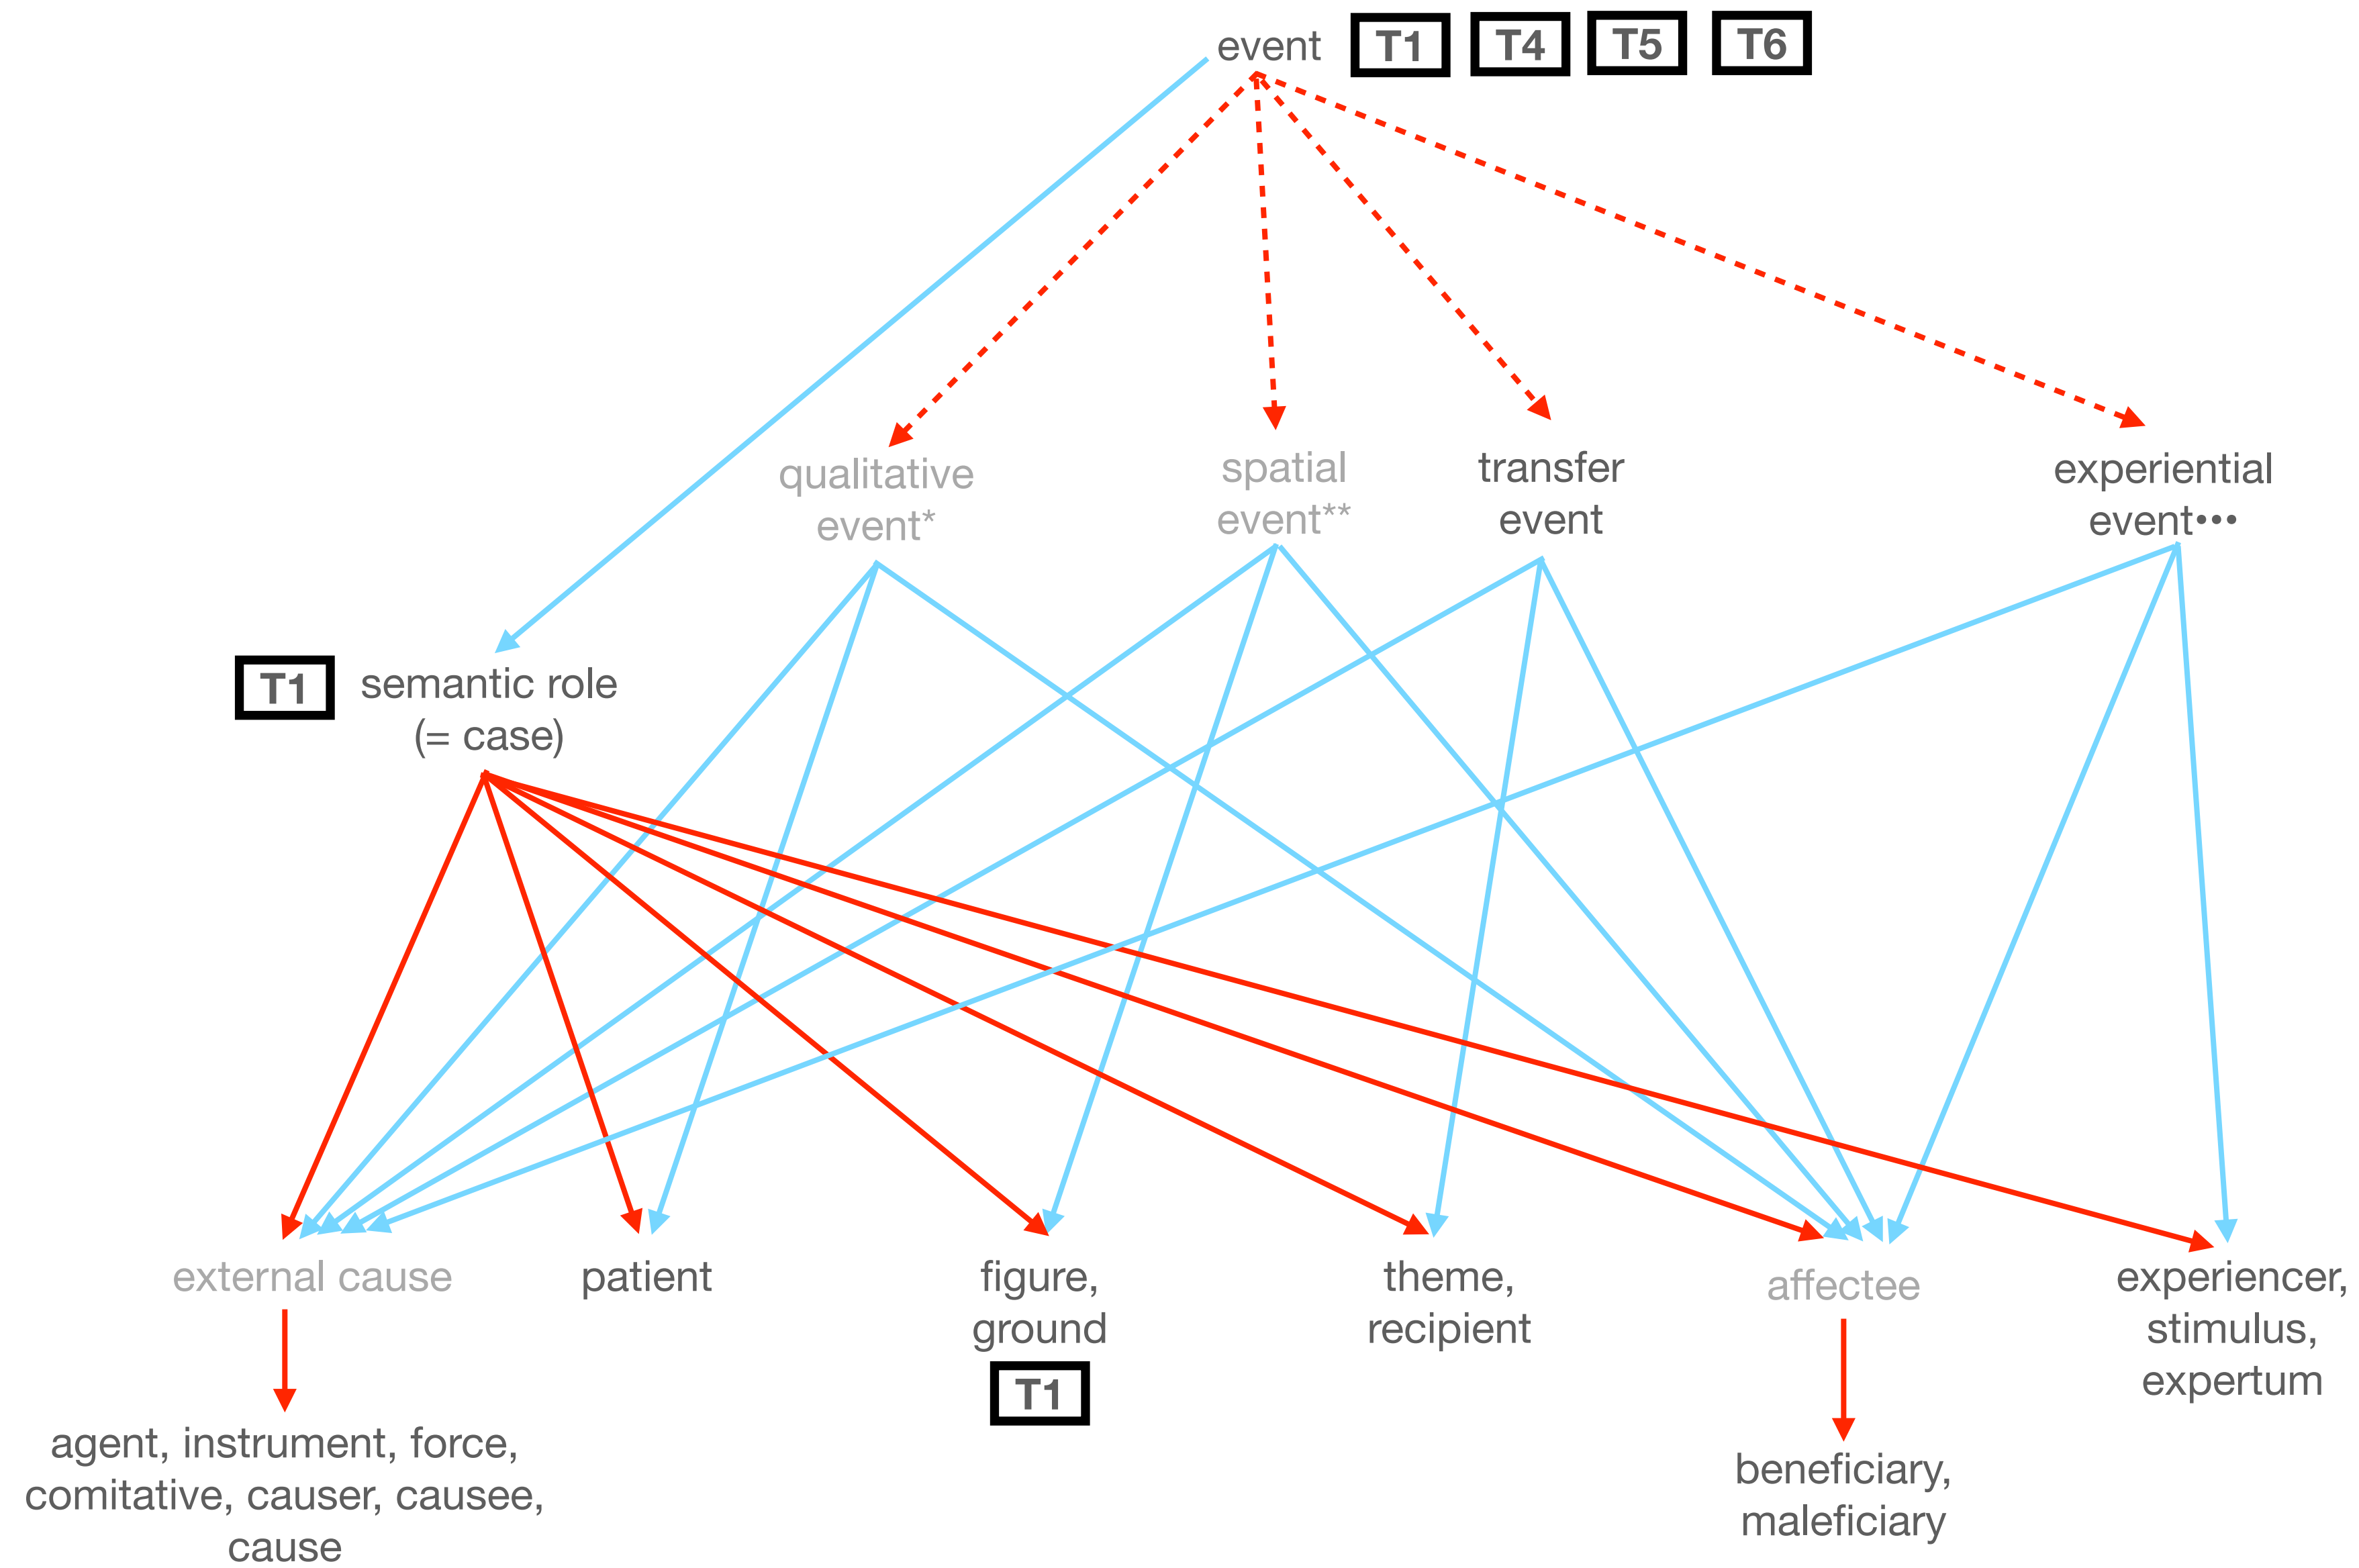 event T1 T4 T5 T6
qualitative
event*
spatial
event**
transfer
event
experiential
event•••
T1 semantic role
(= case)
external cause
patient
figure,
ground
T1
theme,
recipient
affectee
experiencer,
stimulus,
expertum
agent, instrument, force,
comitative, causer, causee,
cause
beneficiary,
maleficiary